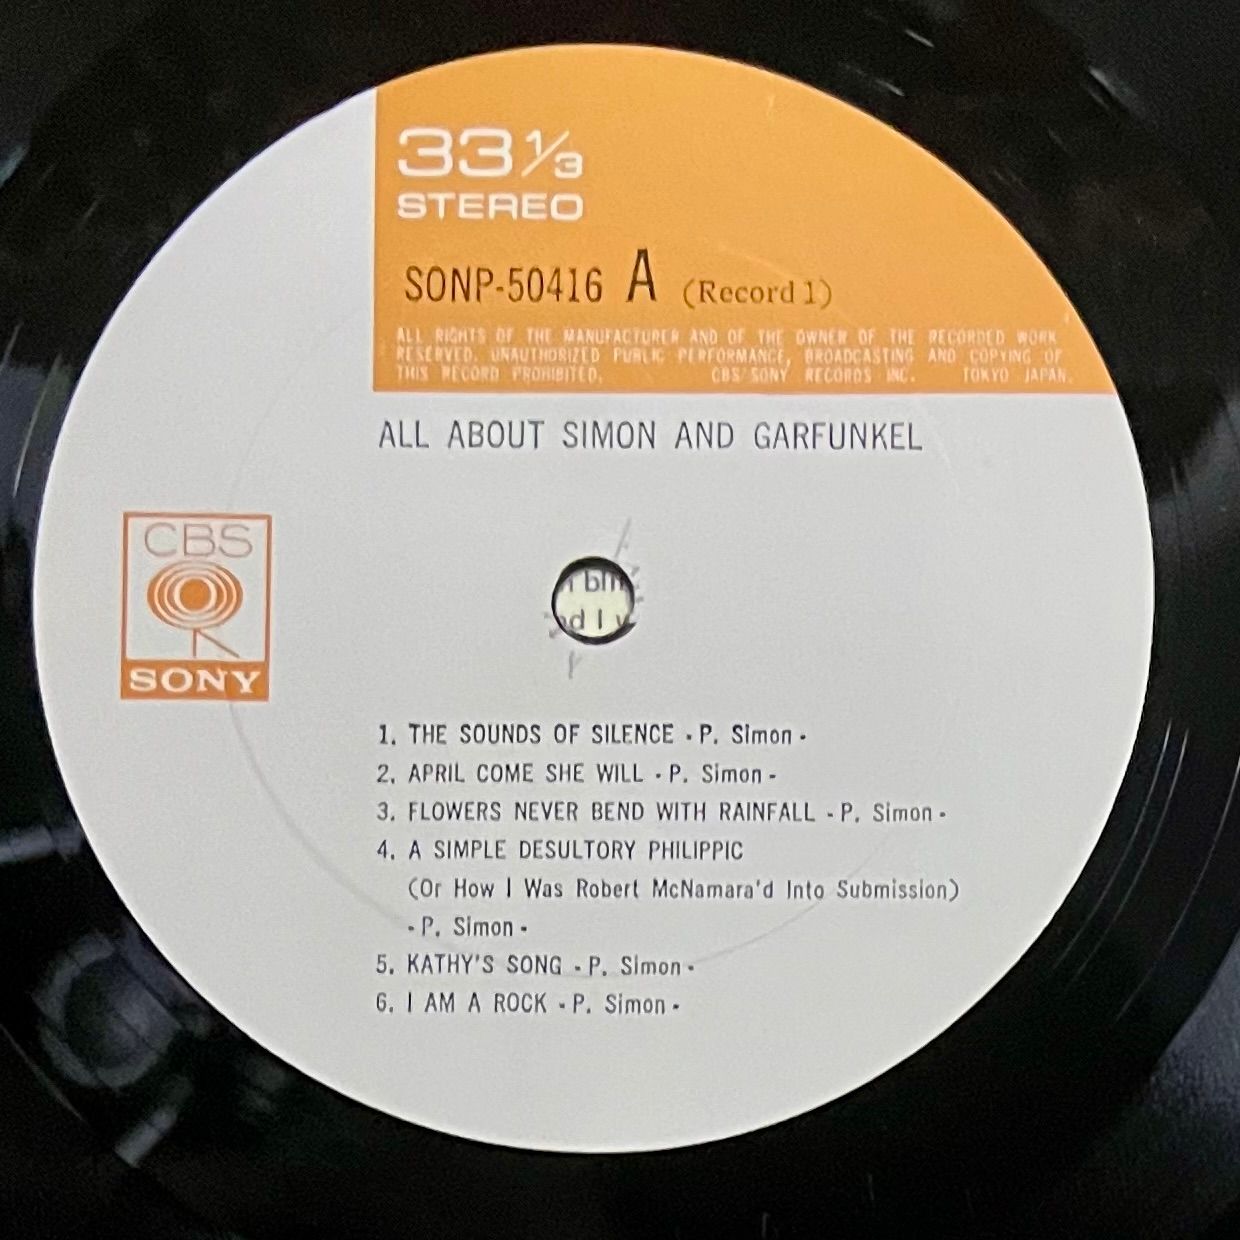 33 1/3
STEREO
SONP-50416 A (Record 1)
ALL RIGHTS OF THE MANUFACTURER AND OF THE OWNER OF THE RECORDED WORK
RESERVED. UNAUTHORIZED PUBLIC PERFORMANCE, BROADCASTING AND COPYING OF
THIS RECORD PROHIBITED. CBS/SONY RECORDS INC. TOKYO JAPAN.
ALL ABOUT SIMON AND GARFUNKEL
CBS
SONY
1. THE SOUNDS OF SILENCE - P. Simon -
2. APRIL COME SHE WILL - P. Simon -
3. FLOWERS NEVER BEND WITH RAINFALL - P. Simon -
4. A SIMPLE DESULTORY PHILIPPIC
(Or How I Was Robert McNamara'd Into Submission)
- P. Simon -
5. KATHY'S SONG - P. Simon -
6. I AM A ROCK - P. Simon -